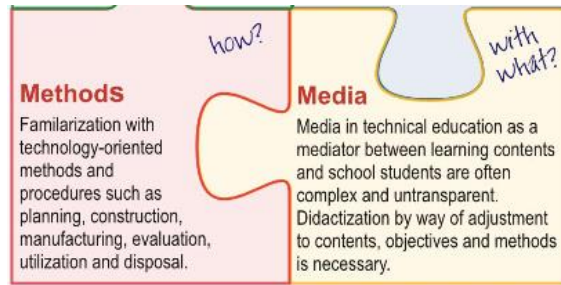 how?
Methods
Familarization with
technology-oriented
methods and
procedures such as
planning, construction,
manufacturing, evaluation,
utilization and disposal.
with
what?
Media
Media in technical education as a
mediator between learning contents
and school students are often
complex and untransparent.
Didactization by way of adjustment
to contents, objectives and methods
is necessary.